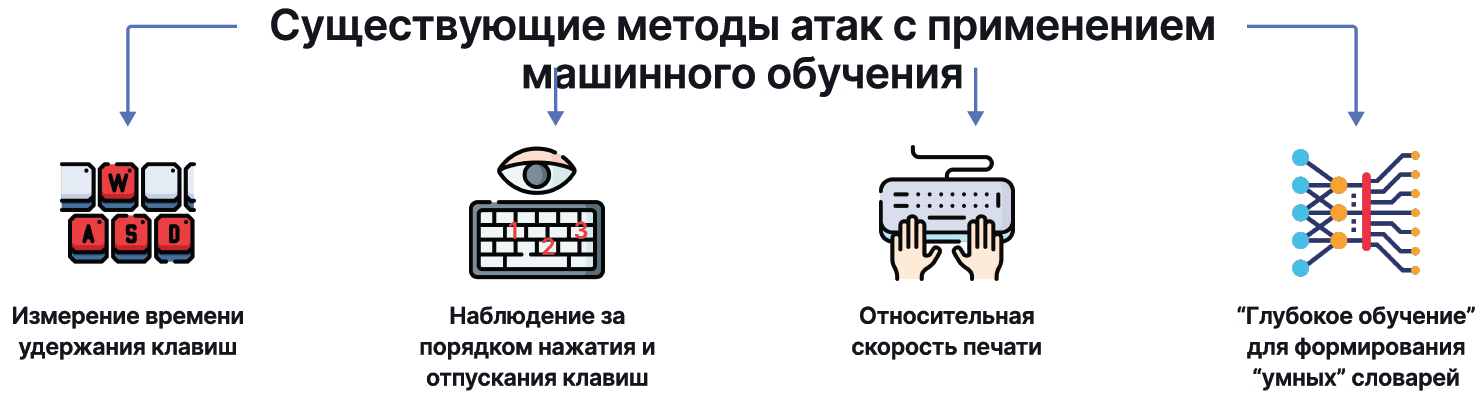 Существующие методы атак с применением
машинного обучения
W
A S D
1
2
3
Измерение времени
удержания клавиш
Наблюдение за
порядком нажатия и
отпускания клавиш
Относительная
скорость печати
“Глубокое обучение”
для формирования
“умных” словарей